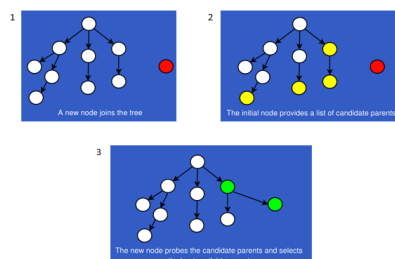 1
A new node joins the tree
2
The initial node provides a list of candidate parents
3
The new node probes the candidate parents and selects